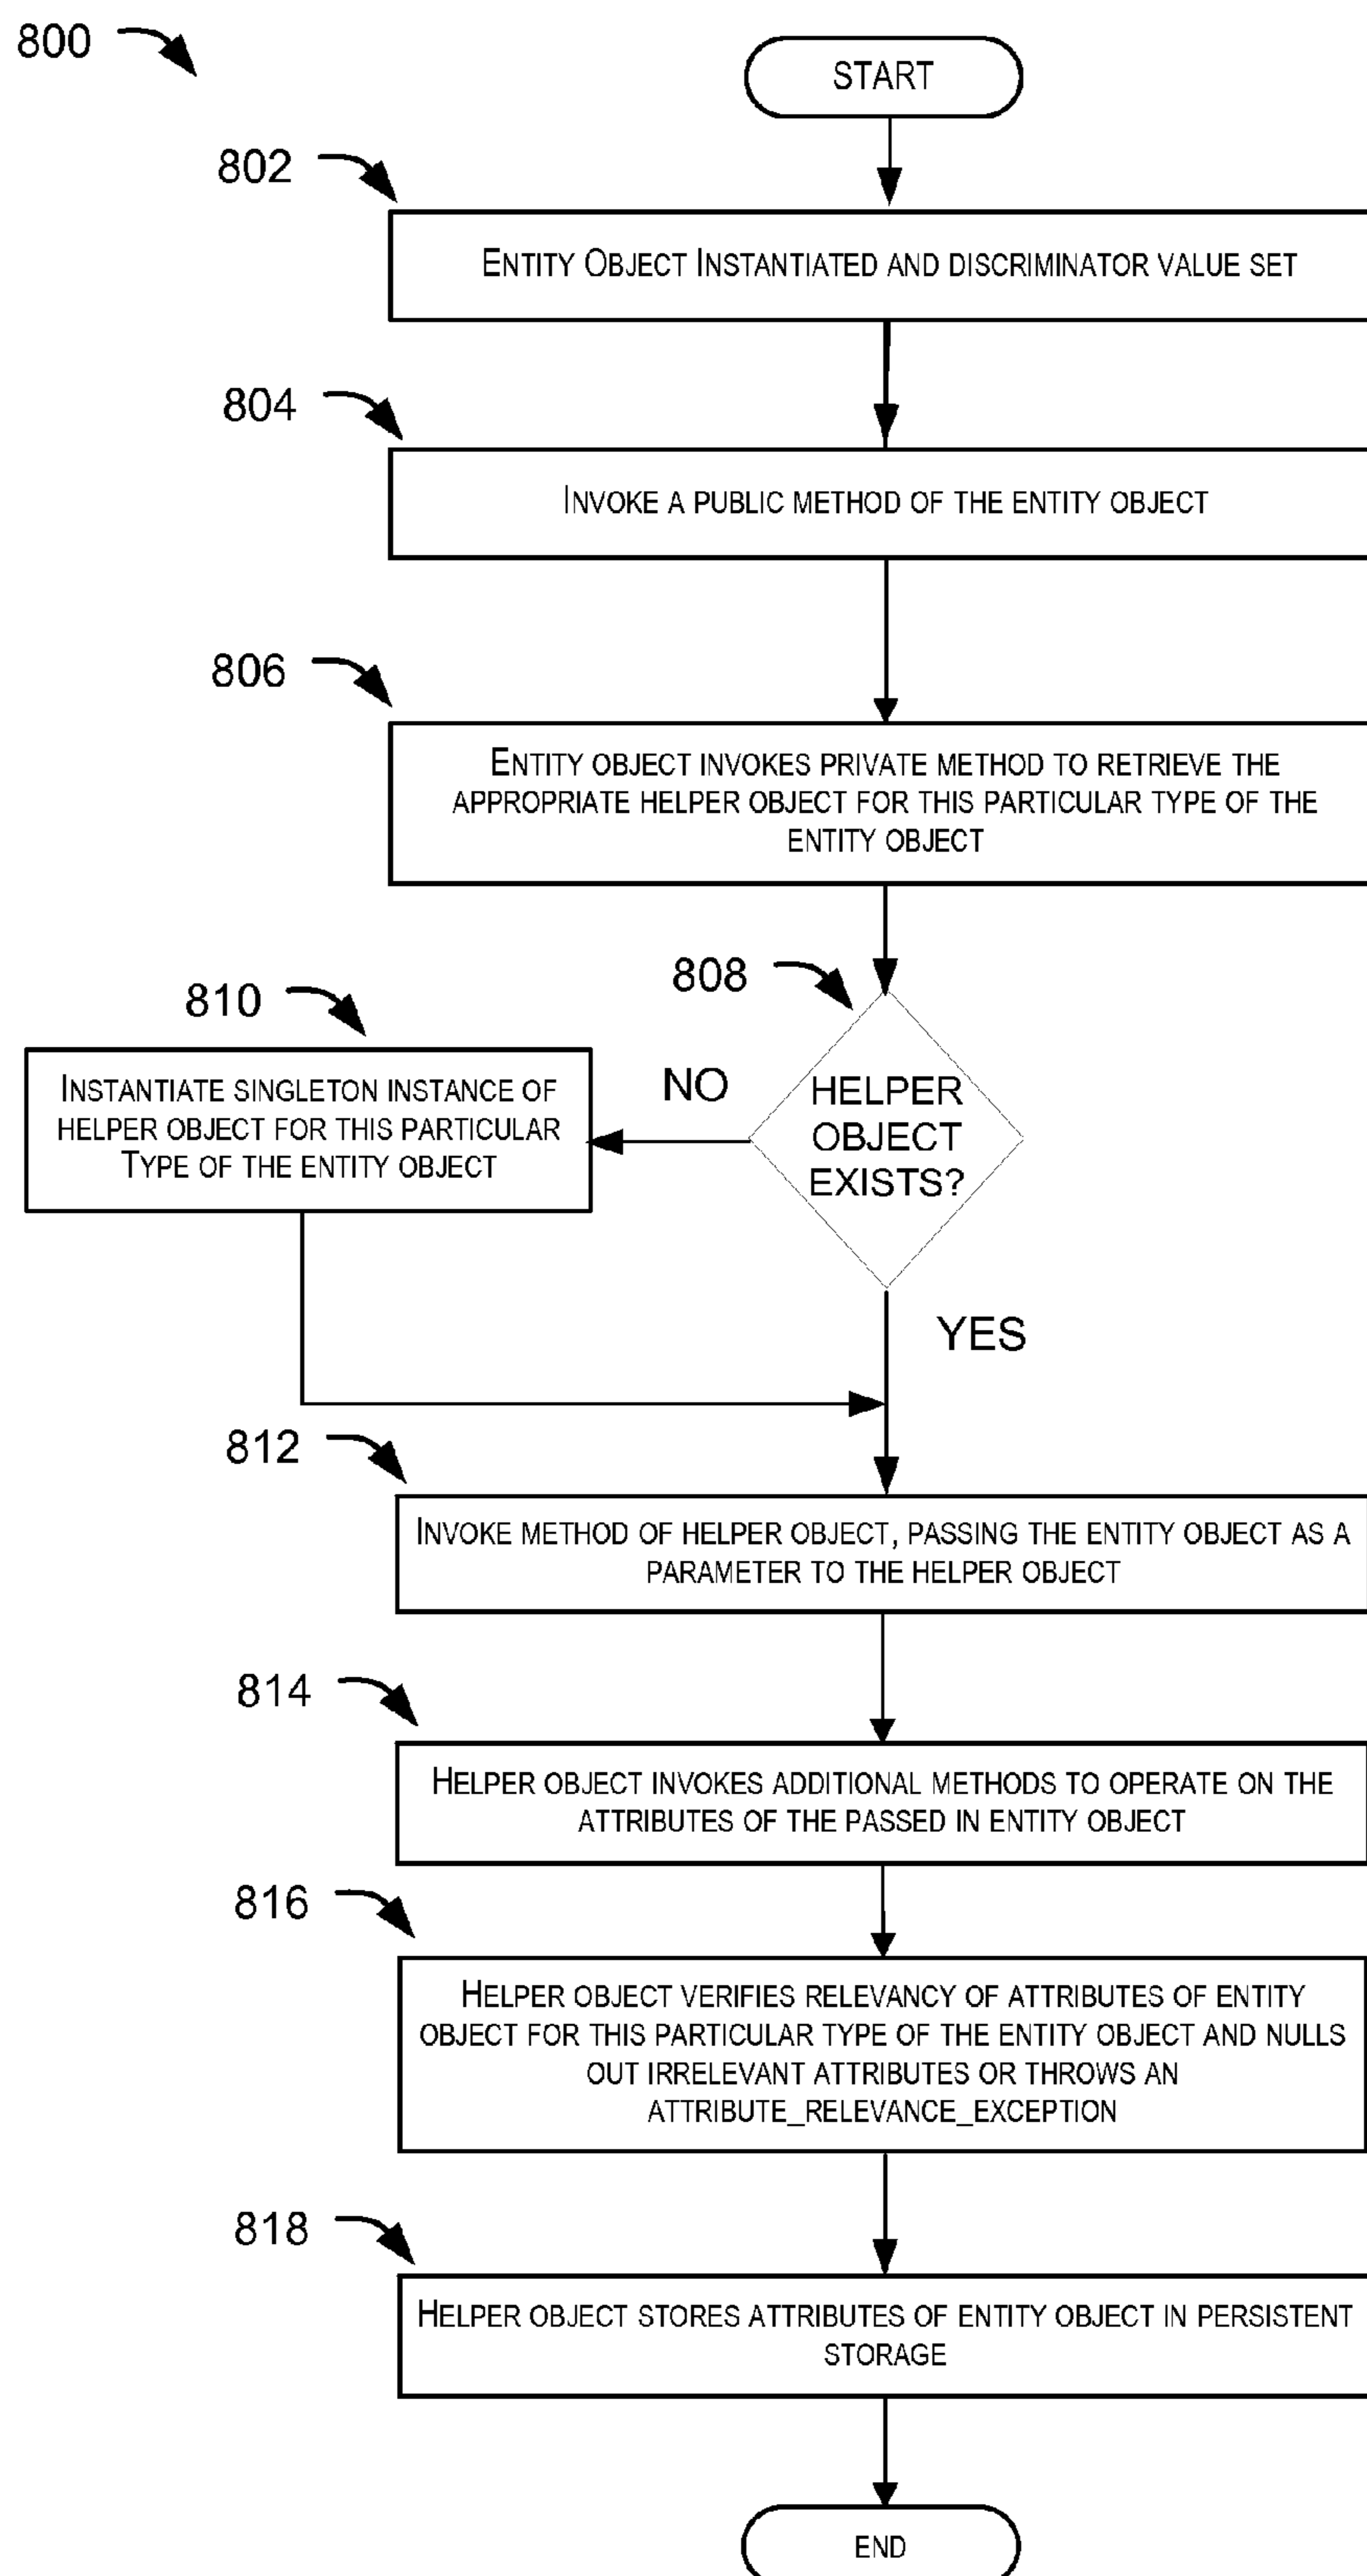 800
START
802
ENTITY OBJECT INSTANTIATED AND DISCRIMINATOR VALUE SET
804
INVOKE A PUBLIC METHOD OF THE ENTITY OBJECT
806
ENTITY OBJECT INVOKES PRIVATE METHOD TO RETRIEVE THE
APPROPRIATE HELPER OBJECT FOR THIS PARTICULAR TYPE OF THE
ENTITY OBJECT
808
HELPER
OBJECT
EXISTS?
NO
810
INSTANTIATE SINGLETON INSTANCE OF
HELPER OBJECT FOR THIS PARTICULAR
TYPE OF THE ENTITY OBJECT
YES
812
INVOKE METHOD OF HELPER OBJECT, PASSING THE ENTITY OBJECT AS A
PARAMETER TO THE HELPER OBJECT
814
HELPER OBJECT INVOKES ADDITIONAL METHODS TO OPERATE ON THE
ATTRIBUTES OF THE PASSED IN ENTITY OBJECT
816
HELPER OBJECT VERIFIES RELEVANCY OF ATTRIBUTES OF ENTITY
OBJECT FOR THIS PARTICULAR TYPE OF THE ENTITY OBJECT AND NULLS
OUT IRRELEVANT ATTRIBUTES OR THROWS AN
ATTRIBUTE_RELEVANCE_EXCEPTION
818
HELPER OBJECT STORES ATTRIBUTES OF ENTITY OBJECT IN PERSISTENT
STORAGE
END